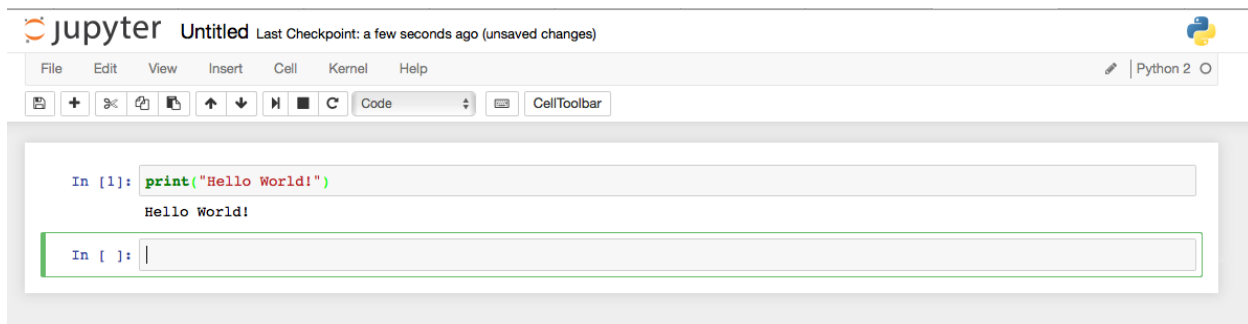 jupyter Untitled Last Checkpoint: a few seconds ago (unsaved changes)
File Edit View Insert Cell Kernel Help Python 2
Code CellToolbar
In [1]: print("Hello World!")
Hello World!
In [ ]: